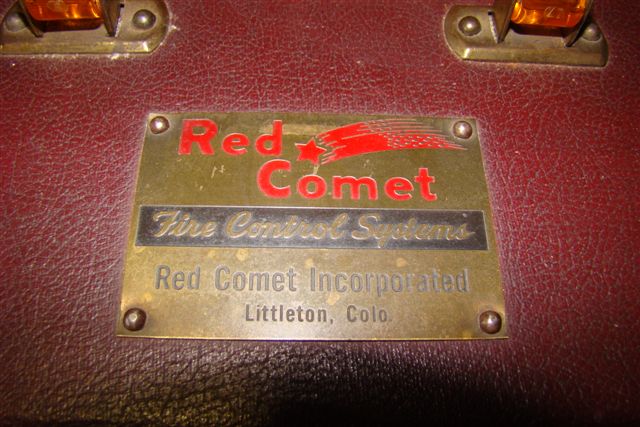 Red
Comet
Fire Control Systems
Red Comet Incorporated
Littleton, Colo.